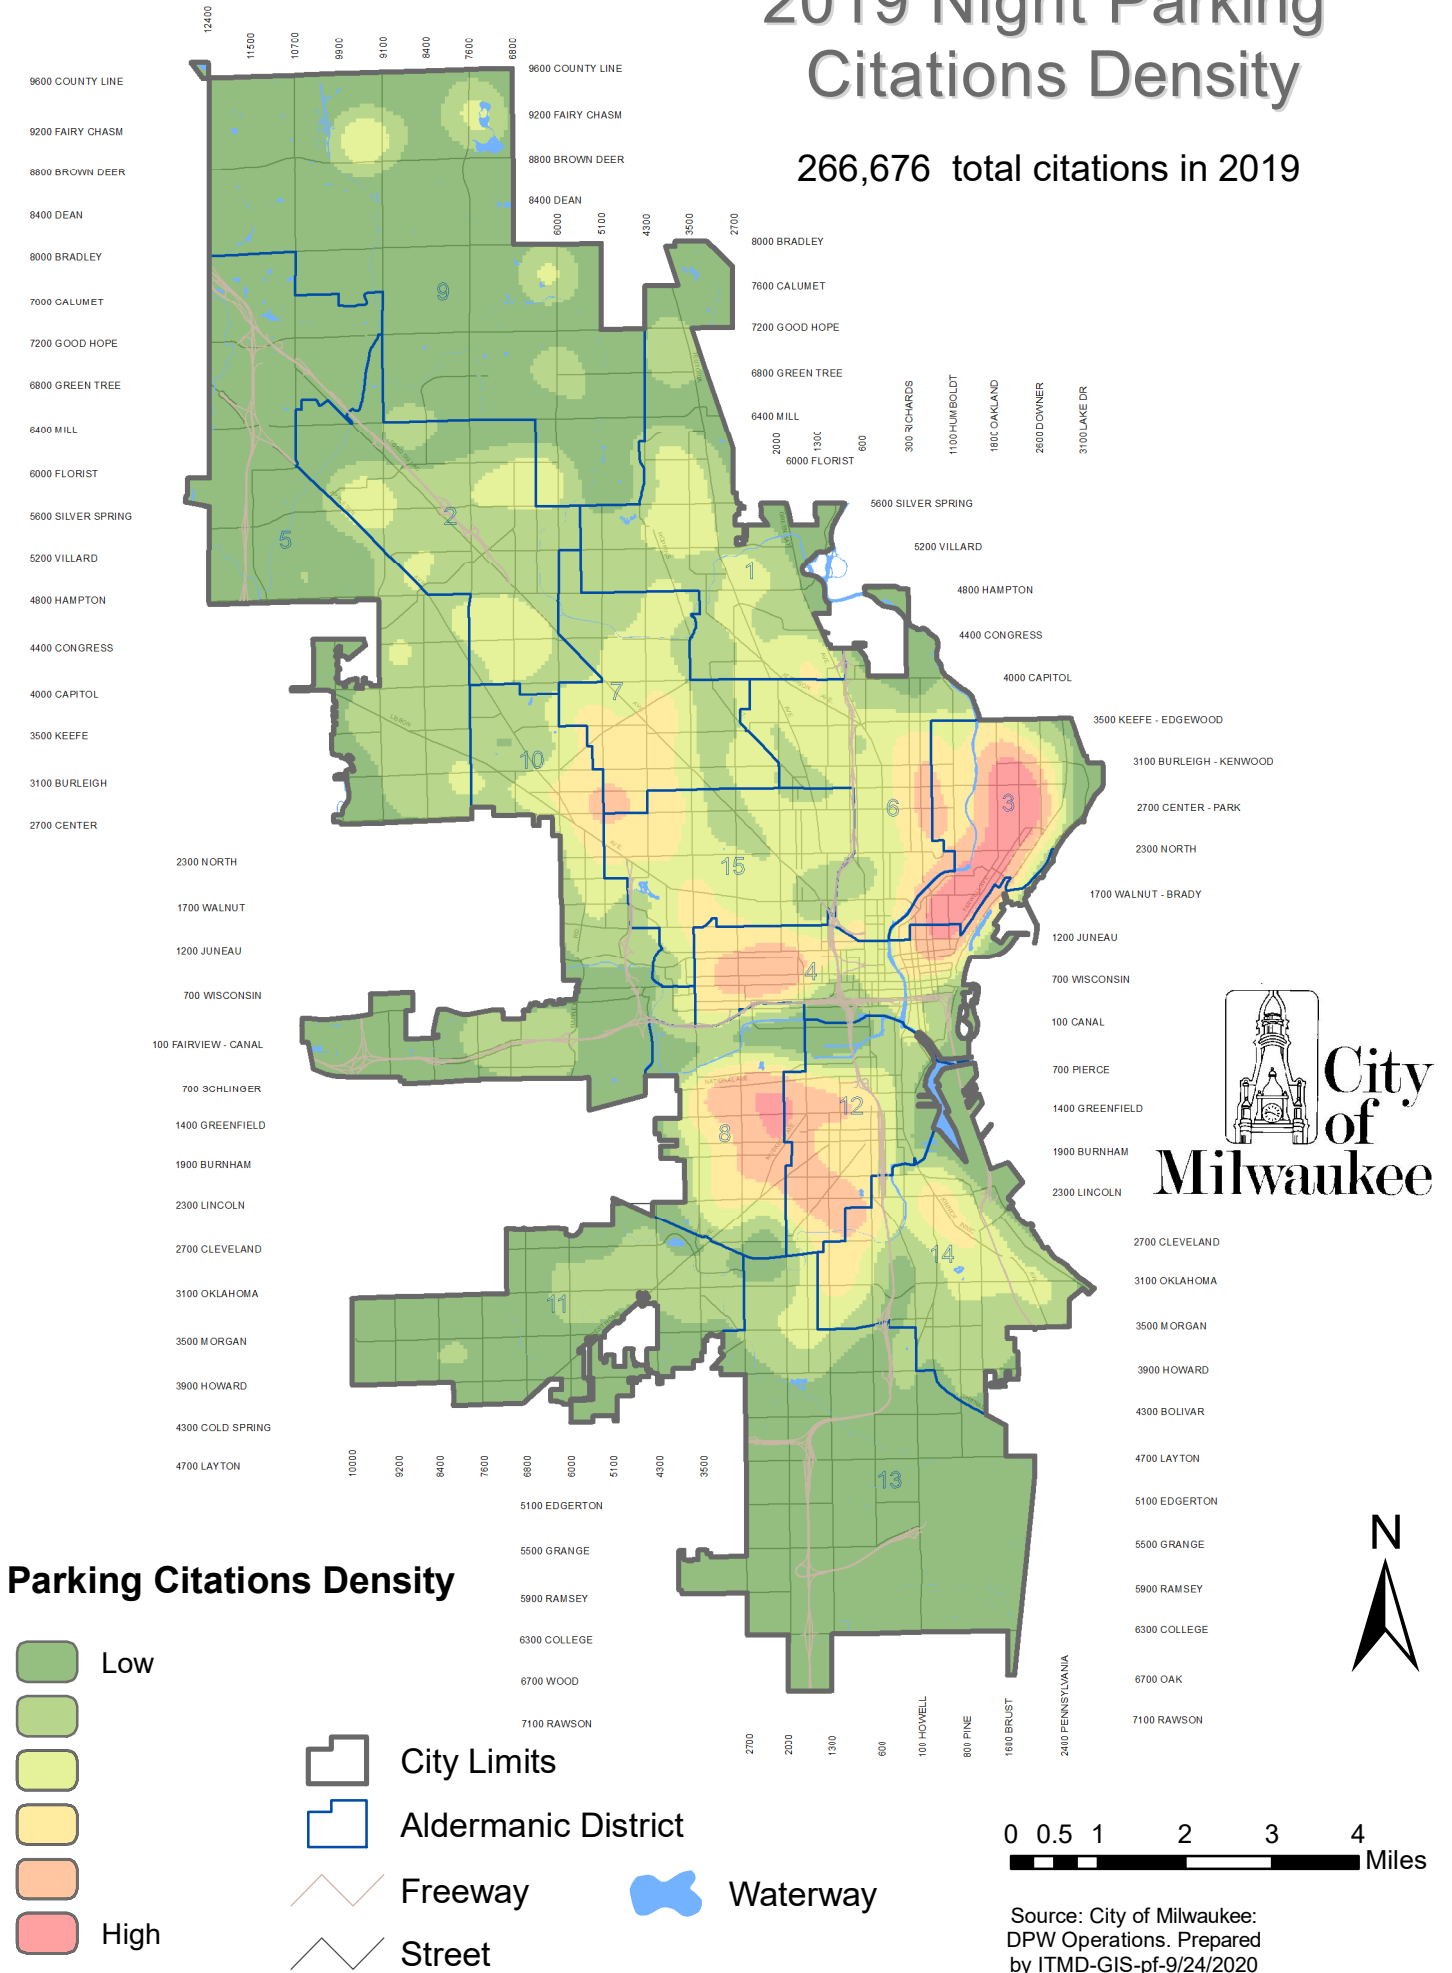 2019 Night Parking
Citations Density
266,676 total citations in 2019
12400
11500
10700
9900
9100
8400
7600
6800
9600 COUNTY LINE
9200 FAIRY CHASM
8800 BROWN DEER
8400 DEAN
8000 BRADLEY
7000 CALUMET
7200 GOOD HOPE
6800 GREEN TREE
6400 MILL
6000 FLORIST
5600 SILVER SPRING
5200 VILLARD
4800 HAMPTON
4400 CONGRESS
4000 CAPITOL
3500 KEEFE
3100 BURLEIGH
2700 CENTER
2300 NORTH
1700 WALNUT
1200 JUNEAU
700 WISCONSIN
100 FAIRVIEW - CANAL
700 SCHLINGER
1400 GREENFIELD
1900 BURNHAM
2300 LINCOLN
2700 CLEVELAND
3100 OKLAHOMA
3500 MORGAN
3900 HOWARD
4300 COLD SPRING
4700 LAYTON
9600 COUNTY LINE
9200 FAIRY CHASM
8800 BROWN DEER
8400 DEAN
6000
5100
4300
3500
2700
8000 BRADLEY
7600 CALUMET
7200 GOOD HOPE
6800 GREEN TREE
6400 MILL
6000 FLORIST
2000
1300
600
300 RICHARDS
1100 HUMBOLDT
1800 OAKLAND
2600 DOWNER
3100 LAKE DR
5600 SILVER SPRING
5200 VILLARD
4800 HAMPTON
4400 CONGRESS
4000 CAPITOL
3500 KEEFE - EDGEWOOD
3100 BURLEIGH - KENWOOD
2700 CENTER - PARK
2300 NORTH
1700 WALNUT - BRADY
1200 JUNEAU
700 WISCONSIN
100 CANAL
700 PIERCE
1400 GREENFIELD
1900 BURNHAM
2300 LINCOLN
2700 CLEVELAND
3100 OKLAHOMA
3500 MORGAN
3900 HOWARD
4300 BOLIVAR
4700 LAYTON
5100 EDGERTON
5500 GRANGE
5900 RAMSEY
6300 COLLEGE
6700 OAK
7100 RAWSON
9
2
5
1
7
10
6
3
15
4
12
8
14
11
13
NATIONAL AVE
City
of
Milwaukee
N
10000
9200
8400
7600
6800
6000
5100
4300
3500
5100 EDGERTON
5500 GRANGE
5900 RAMSEY
6300 COLLEGE
6700 WOOD
7100 RAWSON
2700
2000
1300
600
100 HOWELL
800 PINE
1600 BRUST
2400 PENNSYLVANIA
Parking Citations Density
Low
High
City Limits
Aldermanic District
Freeway
Waterway
Street
0 0.5 1 2 3 4
Miles
Source: City of Milwaukee:
DPW Operations. Prepared
by ITMD-GIS-pf-9/24/2020